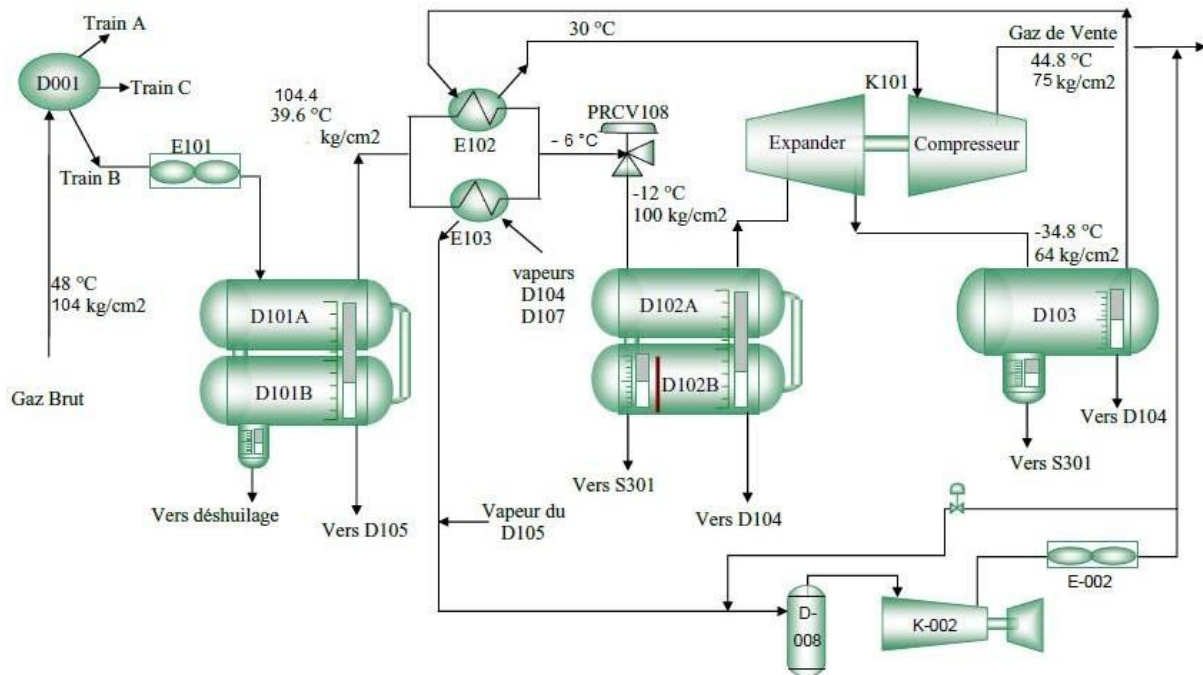 Train A
D001
Train C
Train B
E101
48 °C
104 kg/cm2
Gaz Brut
104.4
39.6 °C
kg/cm2
D101A
D101B
Vers déshuilage
Vers D105
30 °C
E102
E103
- 6 °C
vapeurs
D104
D107
Vapeur du
D105
PRCV108
-12 °C
100 kg/cm2
D102A
D102B
Vers S301
Vers D104
K101
Expander
Compresseur
Gaz de Vente
44.8 °C
75 kg/cm2
-34.8 °C
64 kg/cm2
D103
Vers D104
Vers S301
D-
008
K-002
E-002